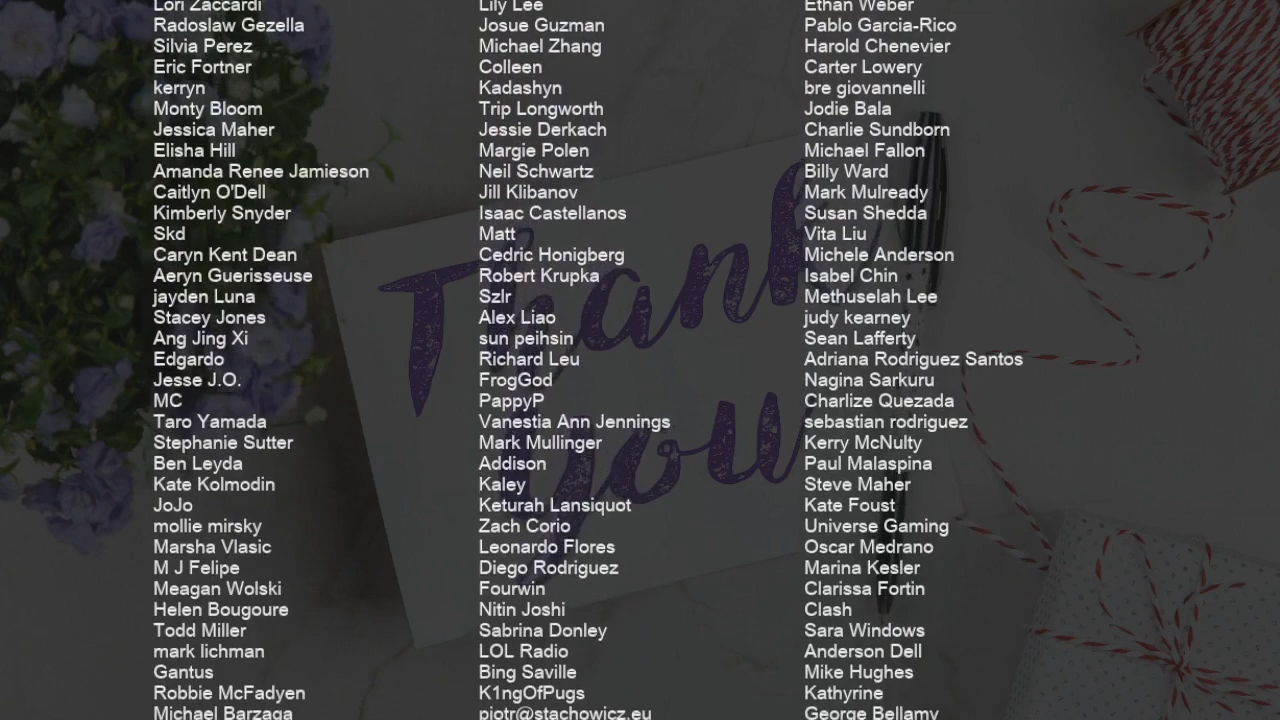 Lori Zaccardi
Radoslaw Gezella
Silvia Perez
Eric Fortner
kerryn
Monty Bloom
Jessica Maher
Elisha Hill
Amanda Renee Jamieson
Caitlyn O'Dell
Kimberly Snyder
Skd
Caryn Kent Dean
Aeryn Guerisseuse
jayden Luna
Stacey Jones
Ang Jing Xi
Edgardo
Jesse J.O.
MC
Taro Yamada
Stephanie Sutter
Ben Leyda
Kate Kolmodin
JoJo
mollie mirsky
Marsha Vlasic
M J Felipe
Meagan Wolski
Helen Bougoure
Todd Miller
mark lichman
Gantus
Robbie McFadyen
Michael Barzaga
Lily Lee
Josue Guzman
Michael Zhang
Colleen
Kadashyn
Trip Longworth
Jessie Derkach
Margie Polen
Neil Schwartz
Jill Klibanov
Isaac Castellanos
Matt
Cedric Honigberg
Robert Krupka
Szlr
Alex Liao
sun peihsin
Richard Leu
FrogGod
PappyP
Vanestia Ann Jennings
Mark Mullinger
Addison
Kaley
Keturah Lansiquot
Zach Corio
Leonardo Flores
Diego Rodriguez
Fourwin
Nitin Joshi
Sabrina Donley
LOL Radio
Bing Saville
K1ngOfPugs
piotr@stachowicz.eu
Ethan Weber
Pablo Garcia-Rico
Harold Chenevier
Carter Lowery
bre giovannelli
Jodie Bala
Charlie Sundborn
Michael Fallon
Billy Ward
Mark Mulready
Susan Shedda
Vita Liu
Michele Anderson
Isabel Chin
Methuselah Lee
judy kearney
Sean Lafferty
Adriana Rodriguez Santos
Nagina Sarkuru
Charlize Quezada
sebastian rodriguez
Kerry McNulty
Paul Malaspina
Steve Maher
Kate Foust
Universe Gaming
Oscar Medrano
Marina Kesler
Clarissa Fortin
Clash
Sara Windows
Anderson Dell
Mike Hughes
Kathyrine
George Bellamy
Thank
you